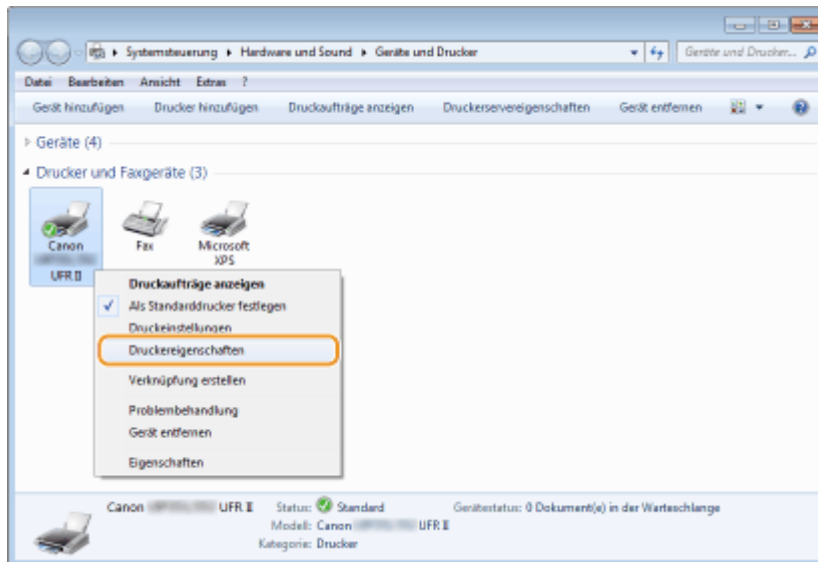 Systemsteuerung ▸ Hardware und Sound ▸ Geräte und Drucker
Geräte und Drucker...
Datei Bearbeiten Ansicht Extras ?
Gerät hinzufügen Drucker hinzufügen Druckaufträge anzeigen Druckerservereigenschaften Gerät entfernen
Geräte (4)
Drucker und Faxgeräte (3)
Canon
UFR II
Fax
Microsoft
XPS
Druckaufträge anzeigen
Als Standarddrucker festlegen
Druckeinstellungen
Druckereigenschaften
Verknüpfung erstellen
Problembehandlung
Gerät entfernen
Eigenschaften
Canon UFR II Status: Standard Gerätestatus: 0 Dokument(e) in der Warteschlange
Modell: Canon UFR II
Kategorie: Drucker